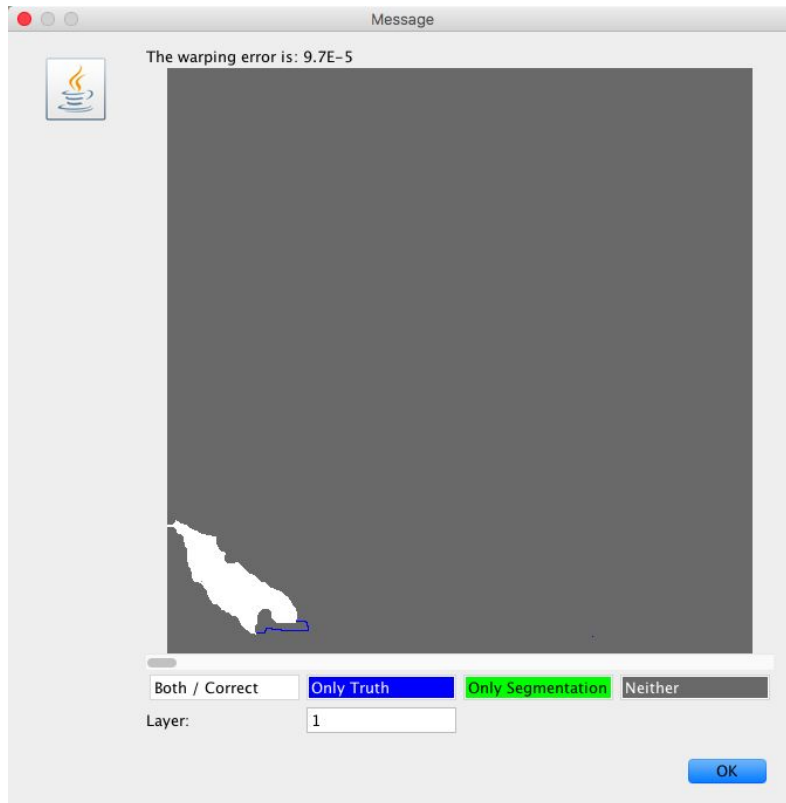 Message
The warping error is: 9.7E-5
Both / Correct
Only Truth
Only Segmentation
Neither
Layer:
1
OK